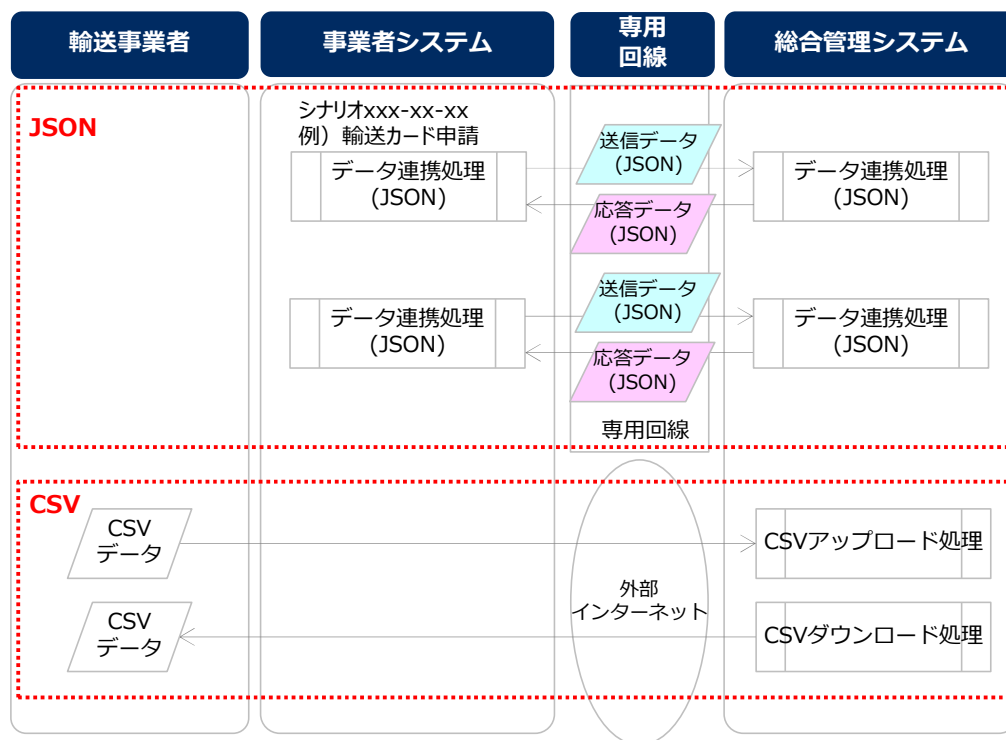 輸送事業者
事業者システム
専用
回線
総合管理システム
JSON
シナリオxxx-xx-xx
例）輸送カード申請
データ連携処理
(JSON)
送信データ
(JSON)
応答データ
(JSON)
データ連携処理
(JSON)
データ連携処理
(JSON)
送信データ
(JSON)
応答データ
(JSON)
データ連携処理
(JSON)
専用回線
CSV
CSV
データ
CSVアップロード処理
外部
インターネット
CSV
データ
CSVダウンロード処理